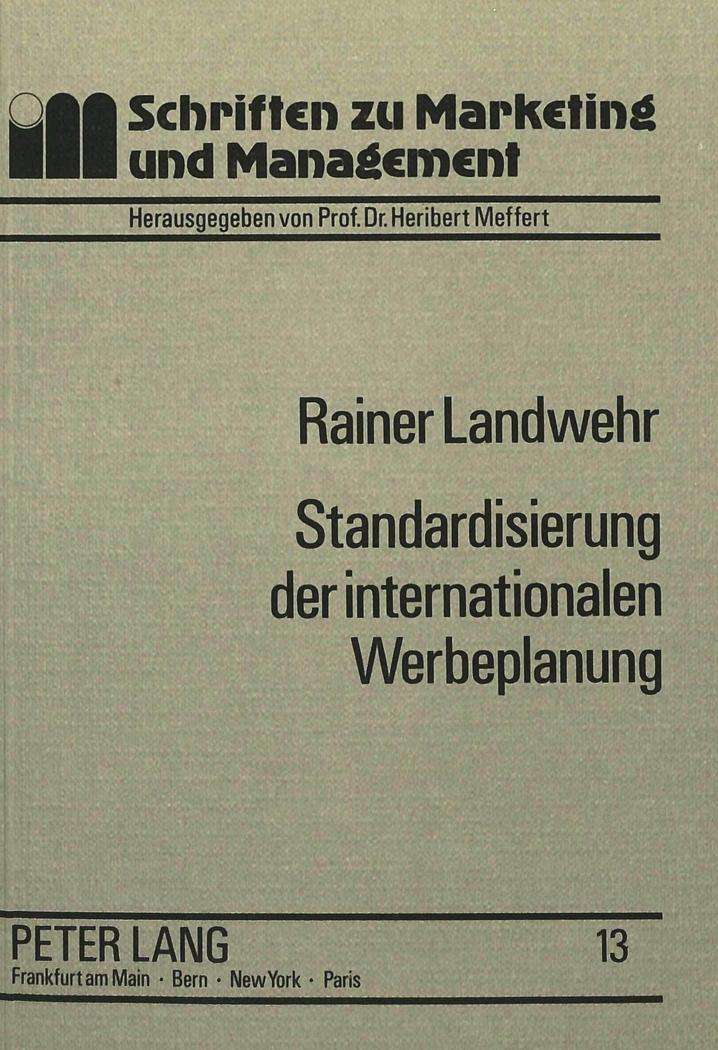 im Schriften zu Marketing
und Management
Herausgegeben von Prof. Dr. Heribert Meffert
Rainer Landwehr
Standardisierung
der internationalen
Werbeplanung
PETER LANG 13
Frankfurt am Main · Bern · New York · Paris